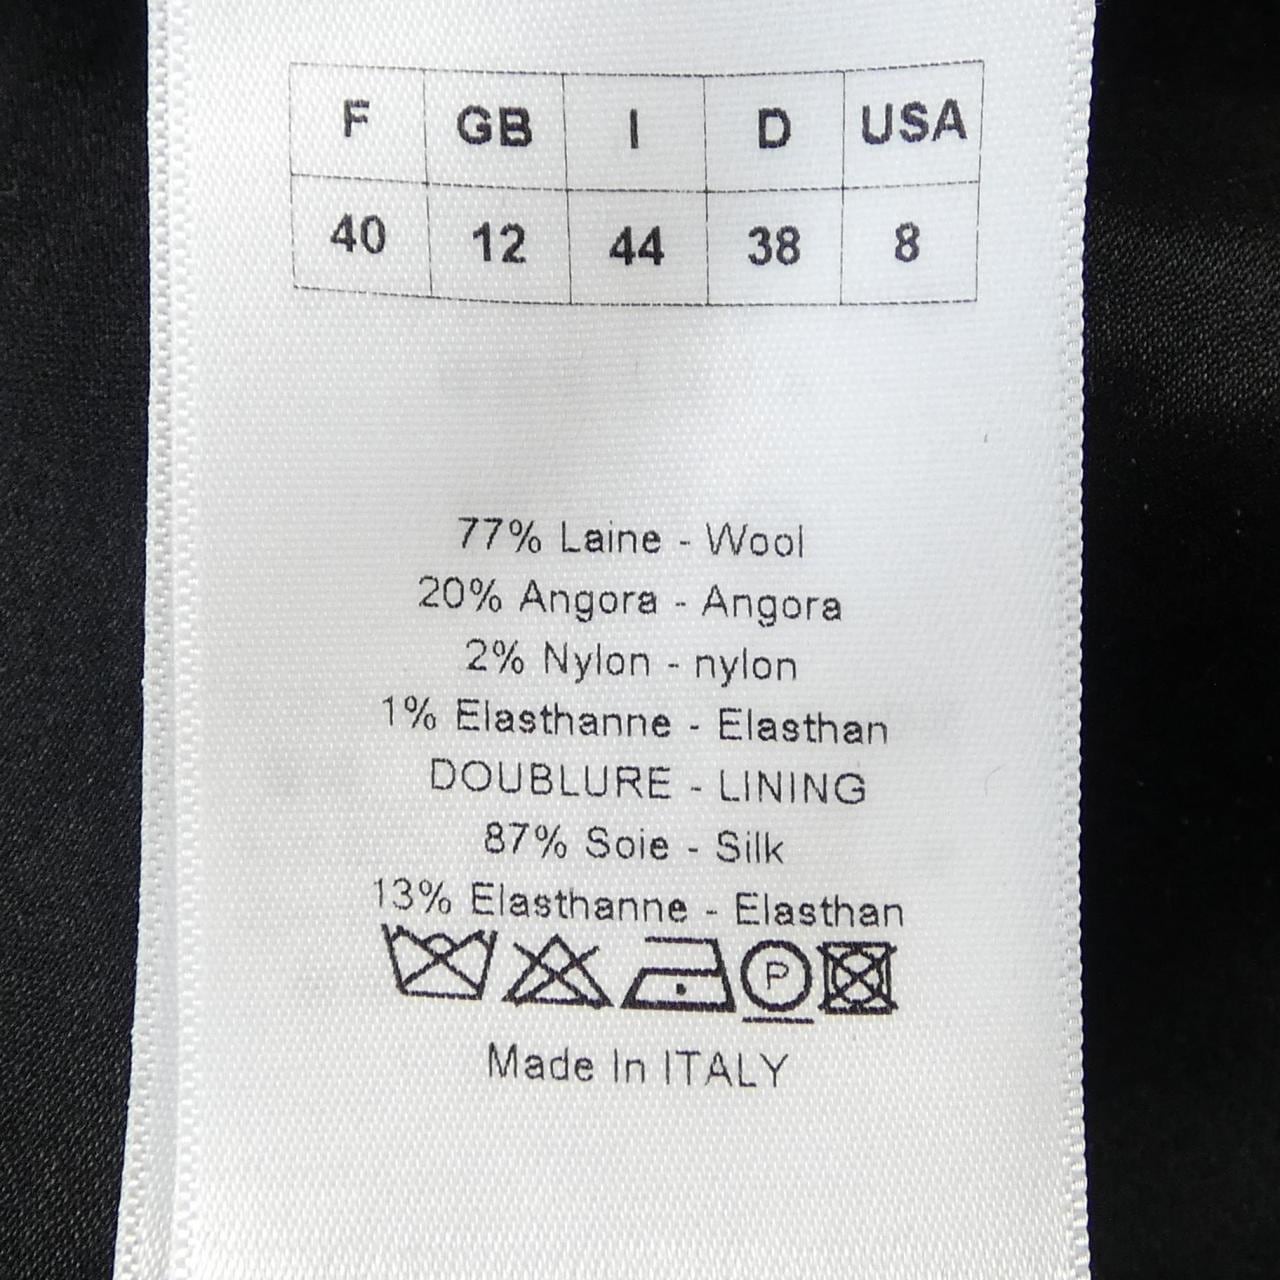 F GB I D USA
40 12 44 38 8
77% Laine - Wool
20% Angora - Angora
2% Nylon - nylon
1% Elasthanne - Elasthan
DOUBLURE - LINING
87% Soie - Silk
13% Elasthanne - Elasthan
P
Made In ITALY